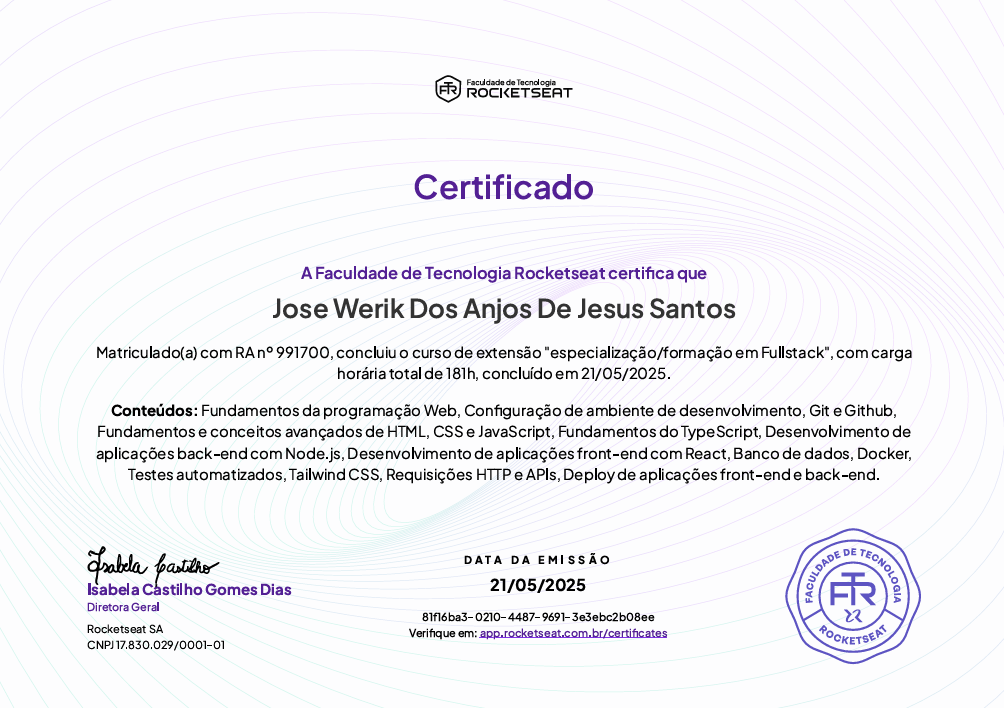 Faculdade de Tecnologia
ROCKETSEAT
Certificado
A Faculdade de Tecnologia Rocketseat certifica que
Jose Werik Dos Anjos De Jesus Santos
Matriculado(a) com RA nº 991700, concluiu o curso de extensão "especialização/formação em Fullstack", com carga
horária total de 181h, concluído em 21/05/2025.
Conteúdos: Fundamentos da programação Web, Configuração de ambiente de desenvolvimento, Git e Github,
Fundamentos e conceitos avançados de HTML, CSS e JavaScript, Fundamentos do TypeScript, Desenvolvimento de
aplicações back-end com Node.js, Desenvolvimento de aplicações front-end com React, Banco de dados, Docker,
Testes automatizados, Tailwind CSS, Requisições HTTP e APIs, Deploy de aplicações front-end e back-end.
Isabela Castilho
Isabela Castilho Gomes Dias
Diretora Geral
Rocketseat SA
CNPJ 17.830.029/0001-01
DATA DA EMISSÃO
21/05/2025
81f16ba3-0210-4487-9691-3e3ebc2b08ee
Verifique em: app.rocketseat.com.br/certificates
FACULDADE DE TECNOLOGIA
FTR
ROCKETSEAT